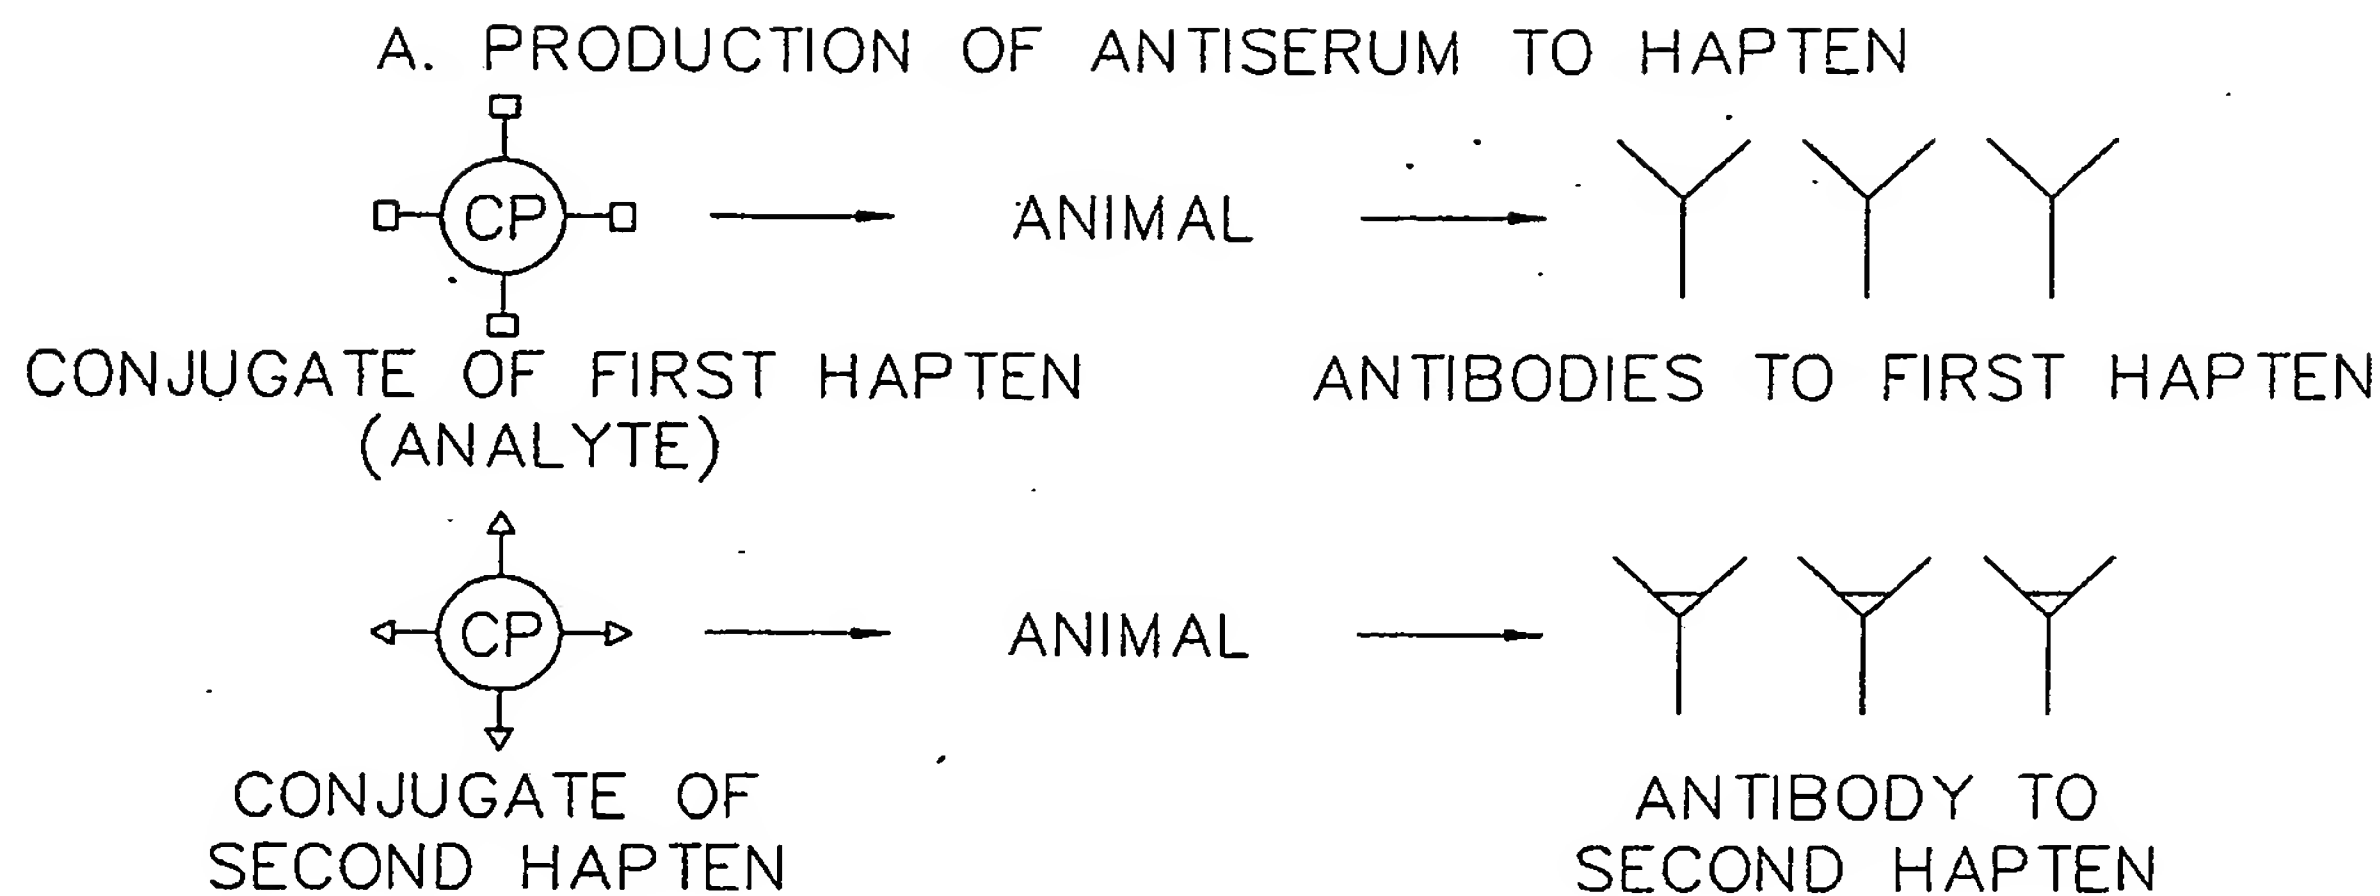 A. PRODUCTION OF ANTISERUM TO HAPTEN
CP ANIMAL
CONJUGATE OF FIRST HAPTEN ANTIBODIES TO FIRST HAPTEN
(ANALYTE)
CP ANIMAL
CONJUGATE OF ANTIBODY TO
SECOND HAPTEN SECOND HAPTEN